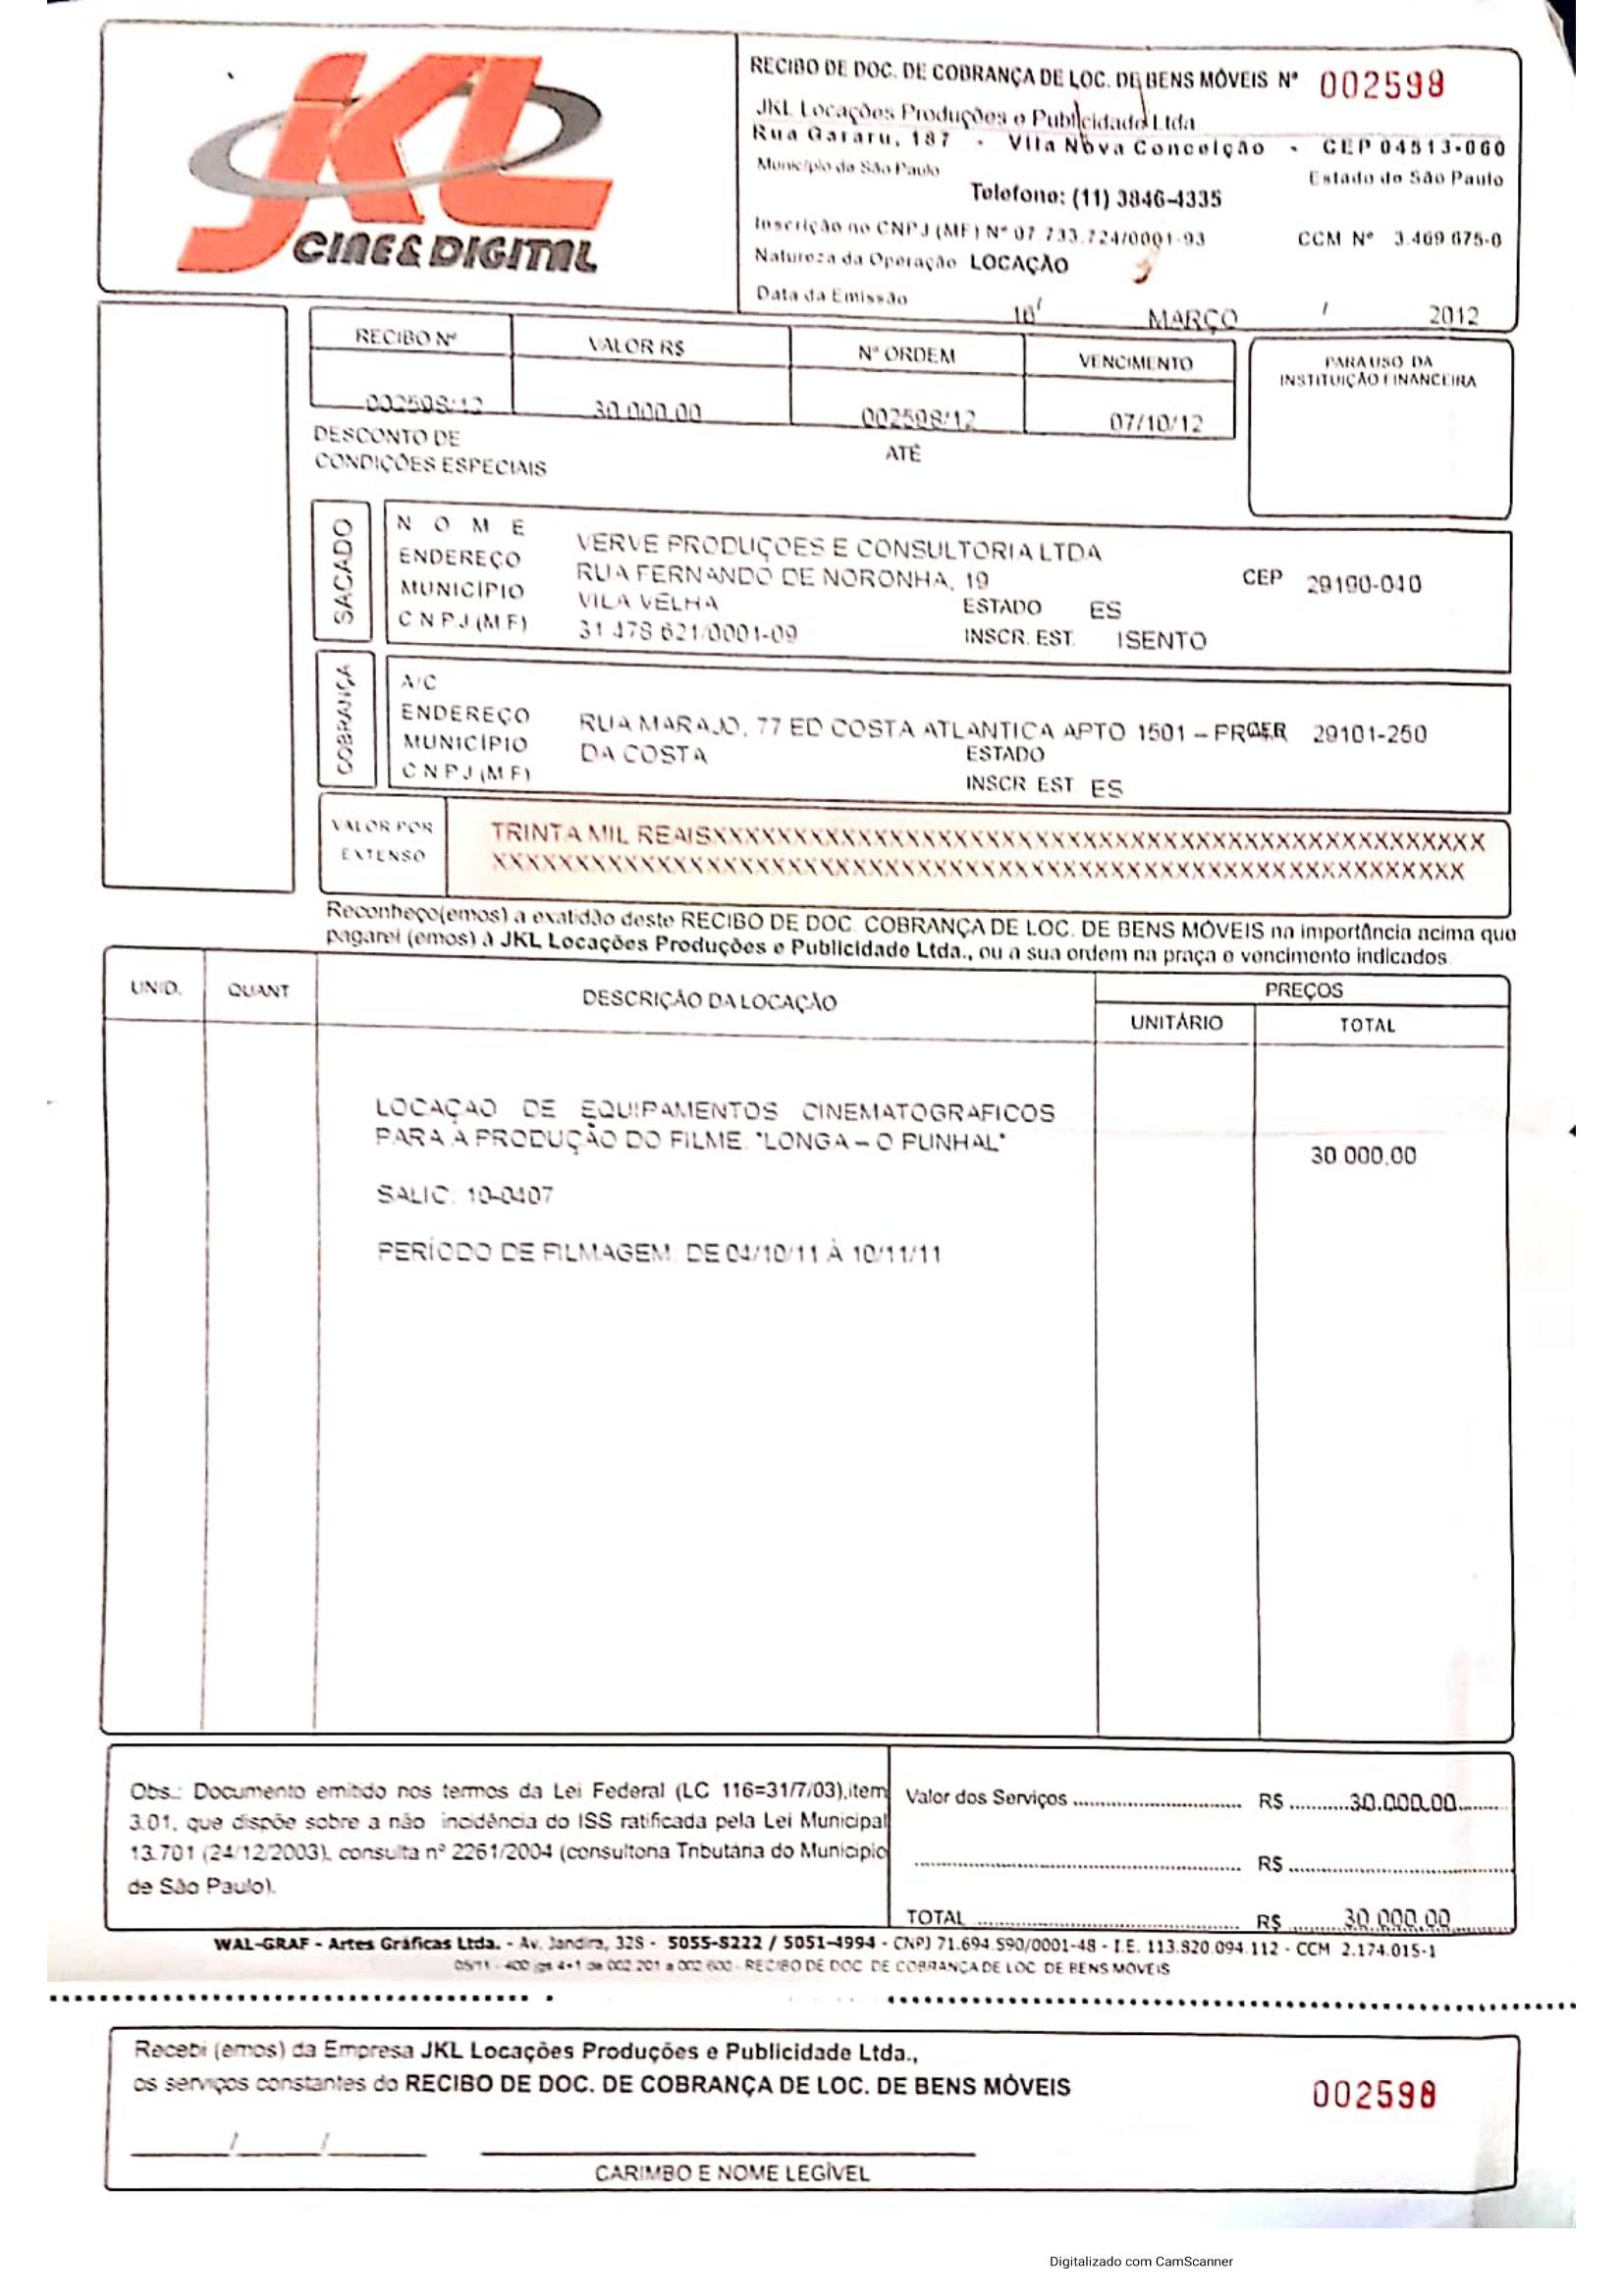 JKL
CINE & DIGITAL
RECIBO DE DOC. DE COBRANÇA DE LOC. DE BENS MÓVEIS Nº 002598
JKL Locações Produções e Publicidade Ltda
Rua Gararu, 187 - Vila Nova Conceição - CEP 04513-060
Município de São Paulo Estado de São Paulo
Telefone: (11) 3846-4335
Inscrição no CNPJ (MF) Nº 07.733.724/0001-93 CCM Nº 3.469.675-0
Natureza da Operação LOCAÇÃO
Data da Emissão / MARÇO / 2012
RECIBO Nº VALOR R$ Nº ORDEM VENCIMENTO
002598/12 30.000,00 002598/12 07/10/12
PARA USO DA
INSTITUIÇÃO FINANCEIRA
DESCONTO DE ATÉ
CONDIÇÕES ESPECIAIS
SACADO
NOME VERVE PRODUÇOES E CONSULTORIA LTDA
ENDEREÇO RUA FERNANDO DE NORONHA, 19 CEP 29190-040
MUNICÍPIO VILA VELHA ESTADO ES
CNPJ (MF) 31.478.621/0001-09 INSCR. EST. ISENTO
COBRANÇA
A/C
ENDEREÇO RUA MARAJO, 77 ED COSTA ATLANTICA APTO 1501 – 29101-250
MUNICÍPIO DA COSTA ESTADO
CNPJ (MF) INSCR EST ES
VALOR POR
EXTENSO
TRINTA MIL REAISXXXXXXXXXXXXXXXXXXXXXXXXXXXXXXXXXXXXXXXXXXXXXXXX
XXXXXXXXXXXXXXXXXXXXXXXXXXXXXXXXXXXXXXXXXXXXXXXXXXXXXXXXXXXX
Reconheço(emos) a exatidão deste RECIBO DE DOC. COBRANÇA DE LOC. DE BENS MÓVEIS na importância acima que
pagarei (emos) à JKL Locações Produções e Publicidade Ltda., ou a sua ordem na praça e vencimento indicados.
UNID. QUANT DESCRIÇÃO DA LOCAÇÃO PREÇOS
UNITÁRIO TOTAL
LOCAÇAO DE EQUIPAMENTOS CINEMATOGRAFICOS
PARA A PRODUÇÃO DO FILME: "LONGA – O PUNHAL" 30.000,00
SALIC: 10-0407
PERÍODO DE FILMAGEM: DE 04/10/11 À 10/11/11
Obs.: Documento emitido nos termos da Lei Federal (LC 116=31/7/03),item
3.01, que dispõe sobre a não incidência do ISS ratificada pela Lei Municipal
13.701 (24/12/2003), consulta nº 2261/2004 (consultoria Tributária do Município
de São Paulo).
Valor dos Serviços R$ 30.000,00
R$
TOTAL R$ 30.000,00
WAL-GRAF - Artes Gráficas Ltda. - Av. Jandira, 328 - 5055-8222 / 5051-4994 - CNPJ 71.694.590/0001-48 - I.E. 113.820.094.112 - CCM 2.174.015-1
05/11 - 400 jgs 4+1 de 002.201 a 002.600 - RECIBO DE DOC. DE COBRANÇA DE LOC. DE BENS MÓVEIS
Recebi (emos) da Empresa JKL Locações Produções e Publicidade Ltda.,
os serviços constantes do RECIBO DE DOC. DE COBRANÇA DE LOC. DE BENS MÓVEIS 002598
/ /
CARIMBO E NOME LEGÍVEL
Digitalizado com CamScanner